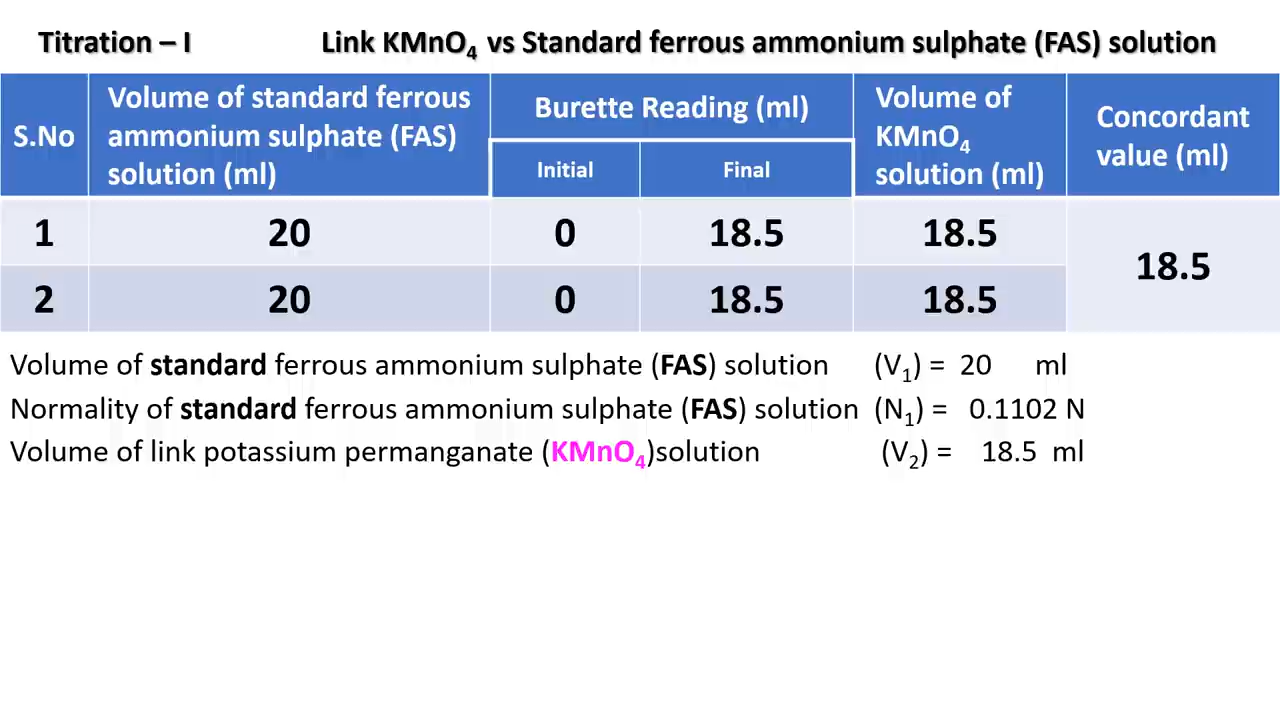 Titration – I Link KMnO₄ vs Standard ferrous ammonium sulphate (FAS) solution
S.No
Volume of standard ferrous
ammonium sulphate (FAS)
solution (ml)
Burette Reading (ml)
Initial
Final
Volume of
KMnO₄
solution (ml)
Concordant
value (ml)
1 20 0 18.5 18.5
18.5
2 20 0 18.5 18.5
Volume of standard ferrous ammonium sulphate (FAS) solution (V₁) = 20 ml
Normality of standard ferrous ammonium sulphate (FAS) solution (N₁) = 0.1102 N
Volume of link potassium permanganate (KMnO₄)solution (V₂) = 18.5 ml